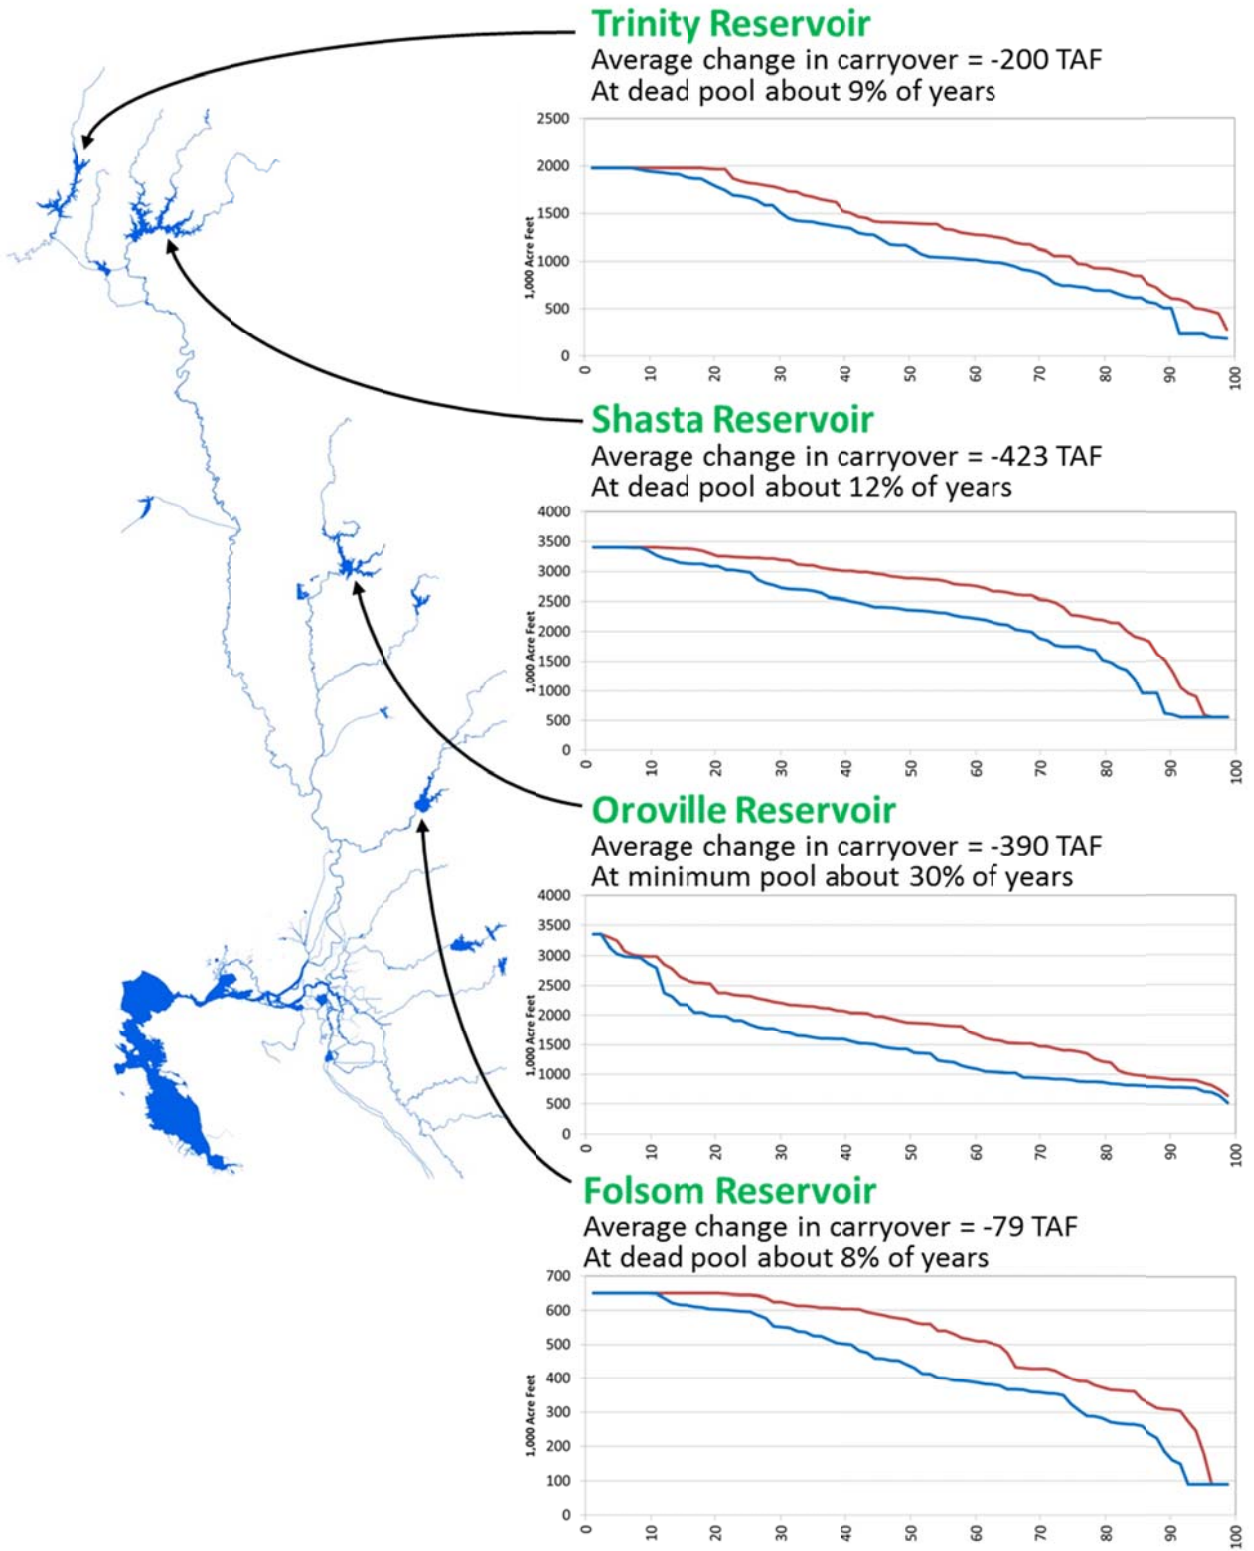 Trinity Reservoir
Average change in carryover = -200 TAF
At dead pool about 9% of years
2500
2000
1500
1000
500
0
1,000 Acre Feet
0 10 20 30 40 50 60 70 80 90 100
Shasta Reservoir
Average change in carryover = -423 TAF
At dead pool about 12% of years
4000
3500
3000
2500
2000
1500
1000
500
0
1,000 Acre Feet
0 10 20 30 40 50 60 70 80 90 100
Oroville Reservoir
Average change in carryover = -390 TAF
At minimum pool about 30% of years
4000
3500
3000
2500
2000
1500
1000
500
0
1,000 Acre Feet
0 10 20 30 40 50 60 70 80 90 100
Folsom Reservoir
Average change in carryover = -79 TAF
At dead pool about 8% of years
700
600
500
400
300
200
100
0
1,000 Acre Feet
0 10 20 30 40 50 60 70 80 90 100